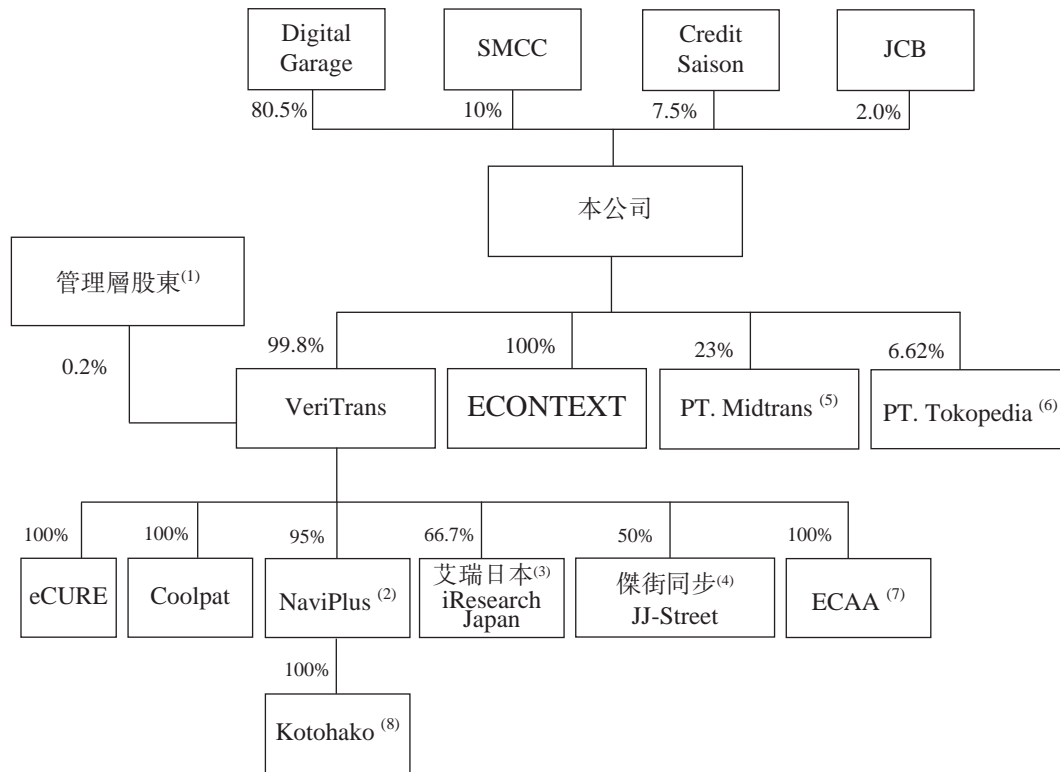 Digital
Garage
SMCC
Credit
Saison
JCB
80.5%
10%
7.5%
2.0%
本公司
管理層股東(1)
0.2%
99.8%
100%
23%
6.62%
VeriTrans
ECONTEXT
PT. Midtrans (5)
PT. Tokopedia (6)
100%
100%
95%
66.7%
50%
100%
eCURE
Coolpat
NaviPlus (2)
艾瑞日本(3)
iResearch
Japan
傑街同步(4)
JJ-Street
ECAA (7)
100%
Kotohako (8)